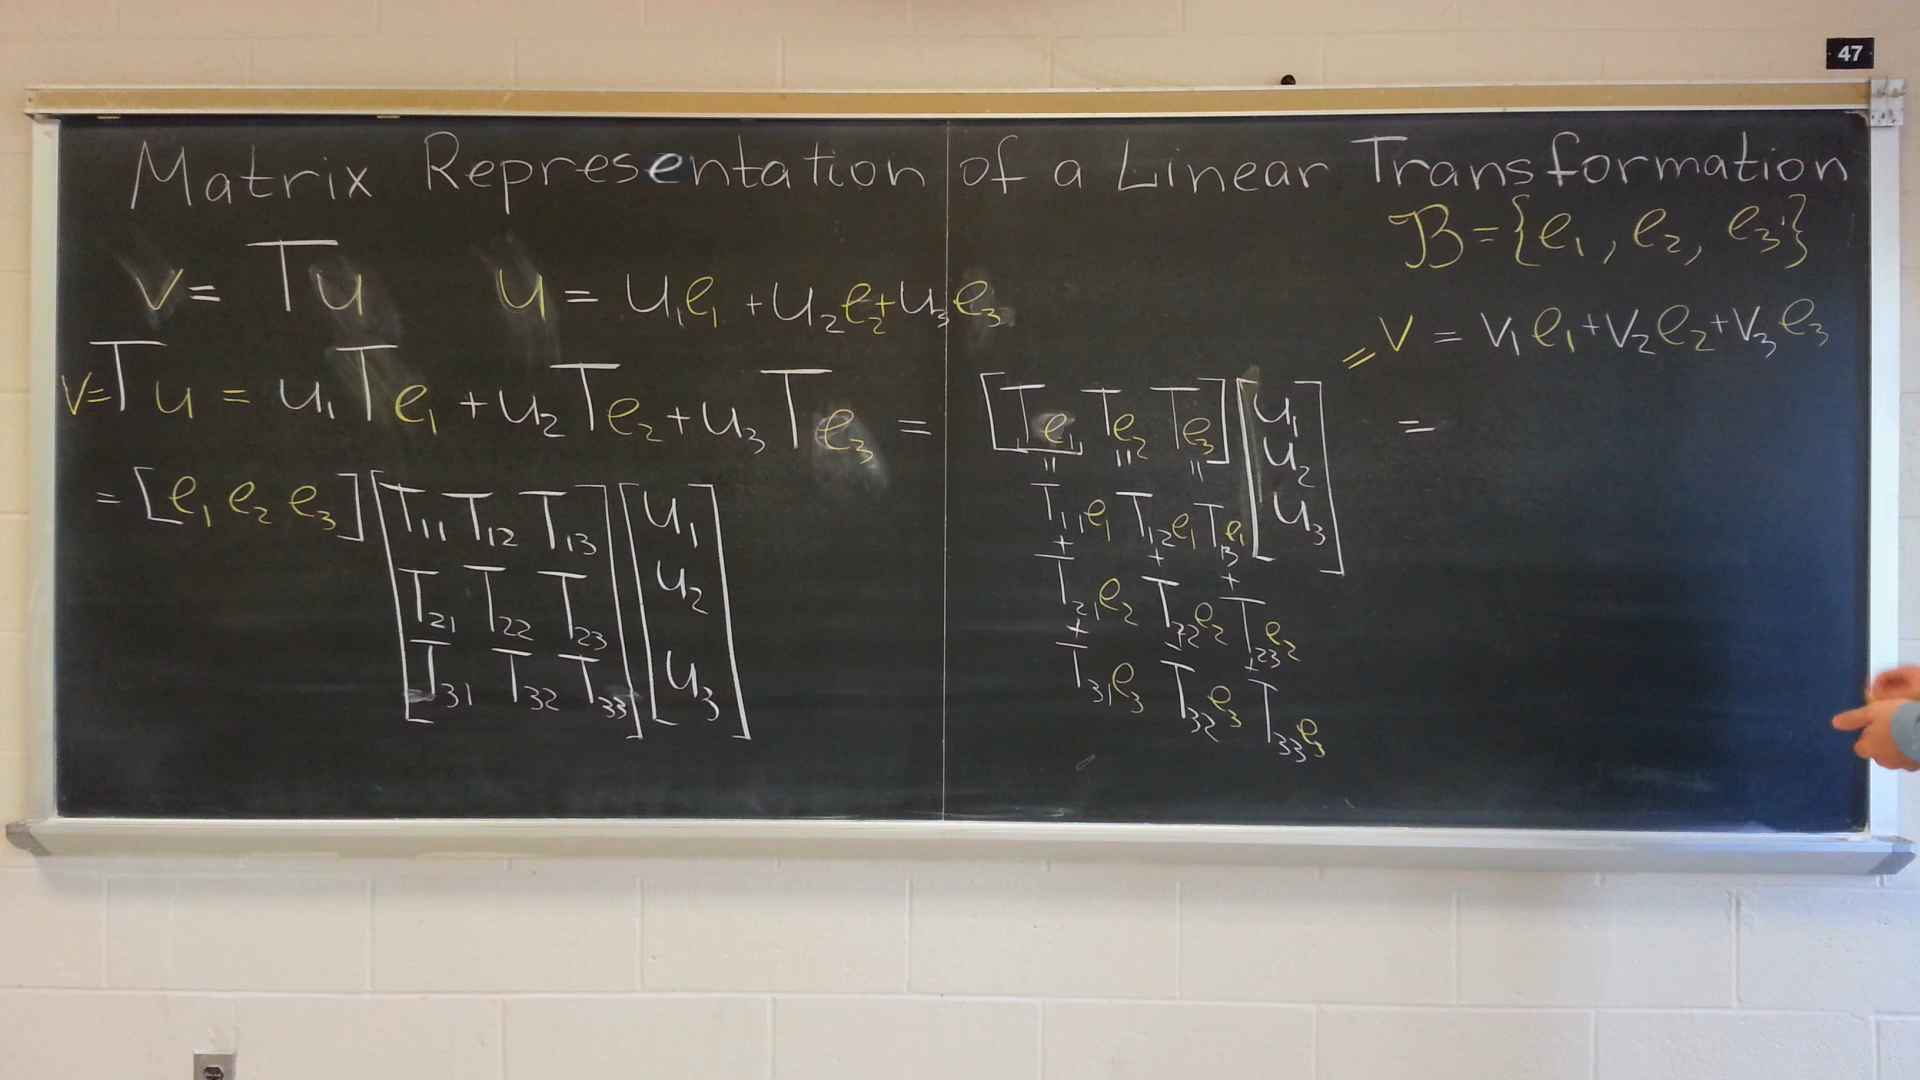 47
Matrix Representation of a Linear Transformation
B = {e1, e2, e3}
v = Tu u = u1e1 + u2e2 + u3e3
= v = v1e1 + v2e2 + v3e3
v = Tu = u1Te1 + u2Te2 + u3Te3 = [Te1 Te2 Te3] [u1 u2 u3] =
= [e1 e2 e3] [T11 T12 T13 T21 T22 T23 T31 T32 T33] [u1 u2 u3]
= = =
T11e1 T12e1 T13e1
+ + +
T21e2 T22e2 T23e2
+ + +
T31e3 T32e3 T33e3